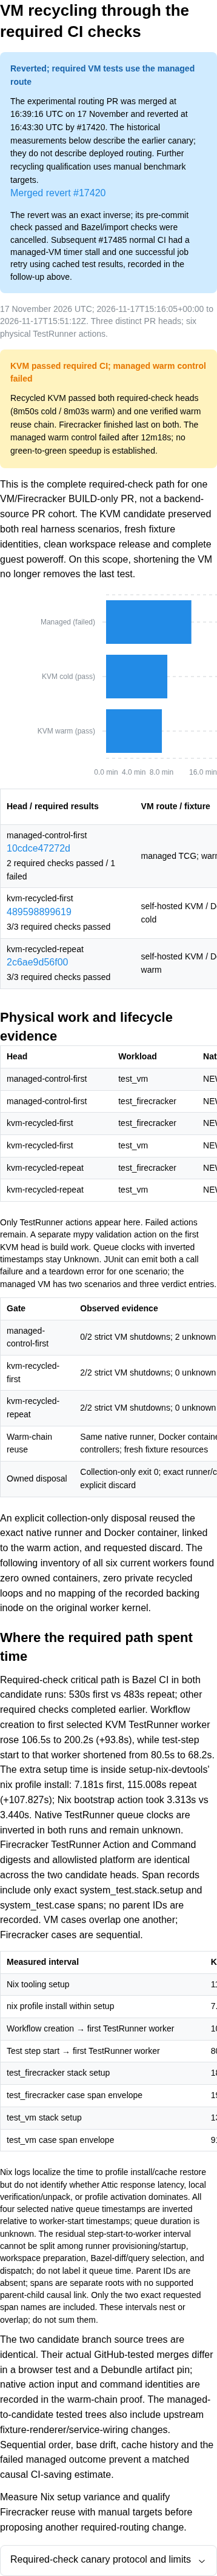 VM recycling through the
required CI checks
Reverted; required VM tests use the managed
route
The experimental routing PR was merged at
16:39:16 UTC on 17 November and reverted at
16:43:30 UTC by #17420. The historical
measurements below describe the earlier canary;
they do not describe deployed routing. Further
recycling qualification uses manual benchmark
targets.
Merged revert #17420
The revert was an exact inverse; its pre-commit
check passed and Bazel/import checks were
cancelled. Subsequent #17485 normal CI had a
managed-VM timer stall and one successful job
retry using cached test results, recorded in the
follow-up above.
17 November 2026 UTC; 2026-11-17T15:16:05+00:00 to
2026-11-17T15:51:12Z. Three distinct PR heads; six
physical TestRunner actions.
KVM passed required CI; managed warm control
failed
Recycled KVM passed both required-check heads
(8m50s cold / 8m03s warm) and one verified warm
reuse chain. Firecracker finished last on both. The
managed warm control failed after 12m18s; no
green-to-green speedup is established.
This is the complete required-check path for one
VM/Firecracker BUILD-only PR, not a backend-
source PR cohort. The KVM candidate preserved
both real harness scenarios, fresh fixture
identities, clean workspace release and complete
guest poweroff. On this scope, shortening the VM
no longer removes the last test.
Managed (failed)
KVM cold (pass)
KVM warm (pass)
0.0 min 4.0 min 8.0 min 16.0 min
Head / required results VM route / fixture
managed-control-first
10cdce47272d
2 required checks passed / 1
failed
managed TCG; warm
kvm-recycled-first
489598899619
3/3 required checks passed
self-hosted KVM / D
cold
kvm-recycled-repeat
2c6ae9d56f00
3/3 required checks passed
self-hosted KVM / D
warm
Physical work and lifecycle
evidence
Head Workload Nat
managed-control-first test_vm NE
managed-control-first test_firecracker NE
kvm-recycled-first test_firecracker NE
kvm-recycled-first test_vm NE
kvm-recycled-repeat test_firecracker NE
kvm-recycled-repeat test_vm NE
Only TestRunner actions appear here. Failed actions
remain. A separate mypy validation action on the first
KVM head is build work. Queue clocks with inverted
timestamps stay Unknown. JUnit can emit both a call
failure and a teardown error for one scenario; the
managed VM has two scenarios and three verdict entries.
Gate Observed evidence
managed-
control-first
0/2 strict VM shutdowns; 2 unknown
kvm-recycled-
first
2/2 strict VM shutdowns; 0 unknown
kvm-recycled-
repeat
2/2 strict VM shutdowns; 0 unknown
Warm-chain
reuse
Same native runner, Docker containe
controllers; fresh fixture resources
Owned disposal
Collection-only exit 0; exact runner/c
explicit discard
An explicit collection-only disposal reused the
exact native runner and Docker container, linked
to the warm action, and requested discard. The
following inventory of all six current workers found
zero owned containers, zero private recycled
loops and no mapping of the recorded backing
inode on the original worker kernel.
Where the required path spent
time
Required-check critical path is Bazel CI in both
candidate runs: 530s first vs 483s repeat; other
required checks completed earlier. Workflow
creation to first selected KVM TestRunner worker
rose 106.5s to 200.2s (+93.8s), while test-step
start to that worker shortened from 80.5s to 68.2s.
The extra setup time is inside setup-nix-devtools'
nix profile install: 7.181s first, 115.008s repeat
(+107.827s); Nix bootstrap action took 3.313s vs
3.440s. Native TestRunner queue clocks are
inverted in both runs and remain unknown.
Firecracker TestRunner Action and Command
digests and allowlisted platform are identical
across the two candidate heads. Span records
include only exact system_test.stack.setup and
system_test.case spans; no parent IDs are
recorded. VM cases overlap one another;
Firecracker cases are sequential.
Measured interval
Nix tooling setup
nix profile install within setup
Workflow creation → first TestRunner worker
Test step start → first TestRunner worker
test_firecracker stack setup
test_firecracker case span envelope
test_vm stack setup
test_vm case span envelope
Nix logs localize the time to profile install/cache restore
but do not identify whether Attic response latency, local
verification/unpack, or profile activation dominates. All
four selected native queue timestamps are inverted
relative to worker-start timestamps; queue duration is
unknown. The residual step-start-to-worker interval
cannot be split among runner provisioning/startup,
workspace preparation, Bazel-diff/query selection, and
dispatch; do not label it queue time. Parent IDs are
absent; spans are separate roots with no supported
parent-child causal link. Only the two exact requested
span names are included. These intervals nest or
overlap; do not sum them.
The two candidate branch source trees are
identical. Their actual GitHub-tested merges differ
in a browser test and a Debundle artifact pin;
native action input and command identities are
recorded in the warm-chain proof. The managed-
to-candidate tested trees also include upstream
fixture-renderer/service-wiring changes.
Sequential order, base drift, cache history and the
failed managed outcome prevent a matched
causal CI-saving estimate.
Measure Nix setup variance and qualify
Firecracker reuse with manual targets before
proposing another required-routing change.
Required-check canary protocol and limits